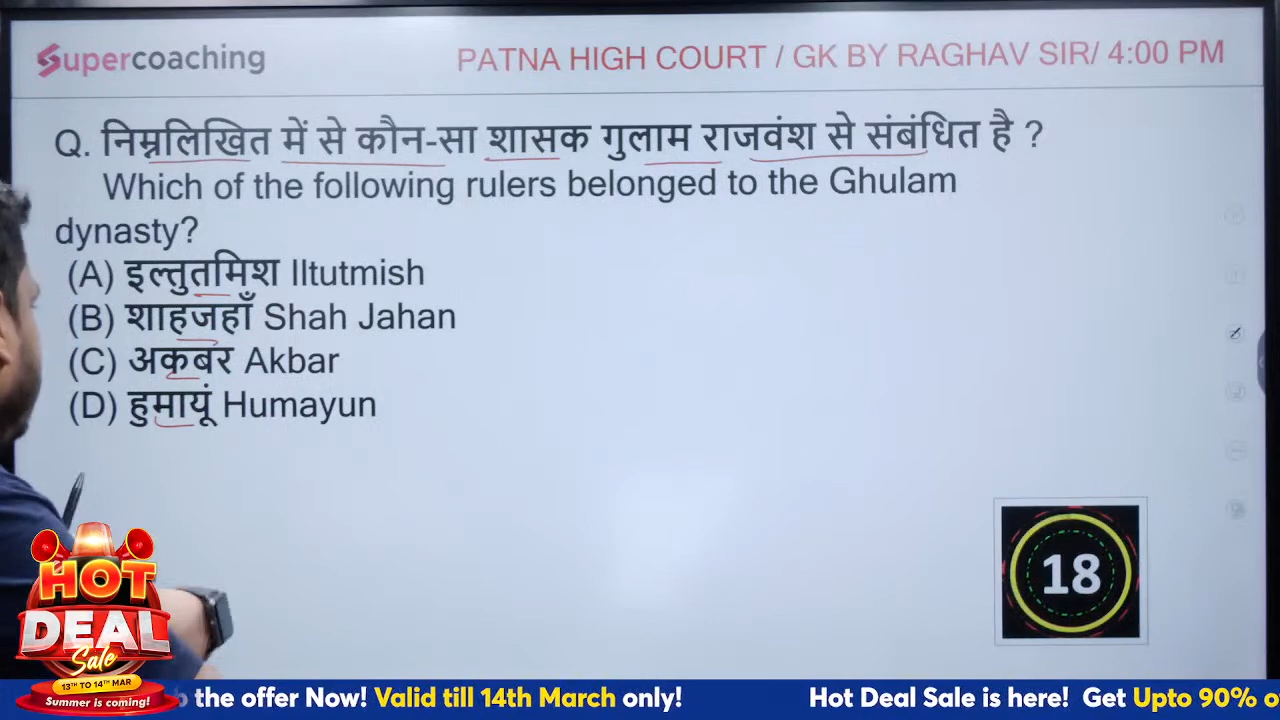 Supercoaching
PATNA HIGH COURT / GK BY RAGHAV SIR/ 4:00 PM
Q. निम्नलिखित में से कौन-सा शासक गुलाम राजवंश से संबंधित है ?
Which of the following rulers belonged to the Ghulam
dynasty?
(A) इल्तुतमिश Iltutmish
(B) शाहजहाँ Shah Jahan
(C) अकबर Akbar
(D) हुमायूं Humayun
18
HOT
DEAL
Sale
13TH TO 14TH MAR
Summer is coming!
the offer Now! Valid till 14th March only! Hot Deal Sale is here! Get Upto 90%